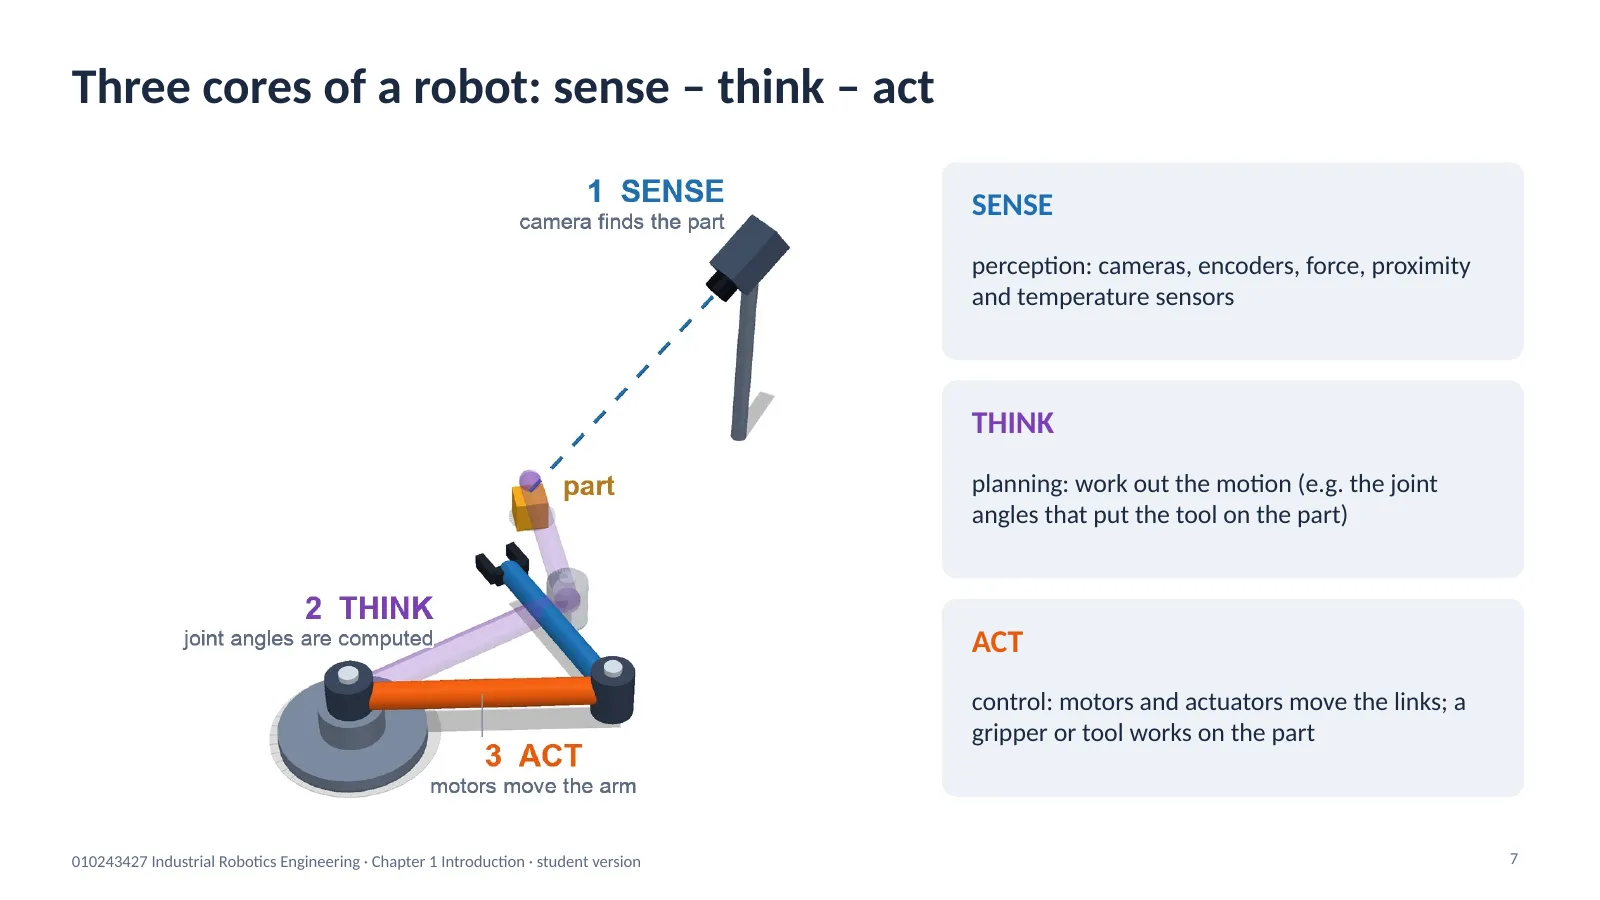 Three cores of a robot: sense – think – act
1 SENSE
camera finds the part
part
2 THINK
joint angles are computed
3 ACT
motors move the arm
SENSE
perception: cameras, encoders, force, proximity
and temperature sensors
THINK
planning: work out the motion (e.g. the joint
angles that put the tool on the part)
ACT
control: motors and actuators move the links; a
gripper or tool works on the part
010243427 Industrial Robotics Engineering · Chapter 1 Introduction · student version
7